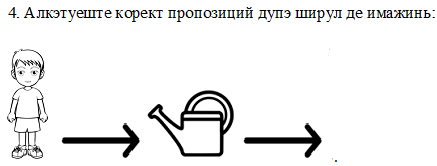 4. Алкэтуеште корект пропозиций дупэ ширул де имажинь:
.